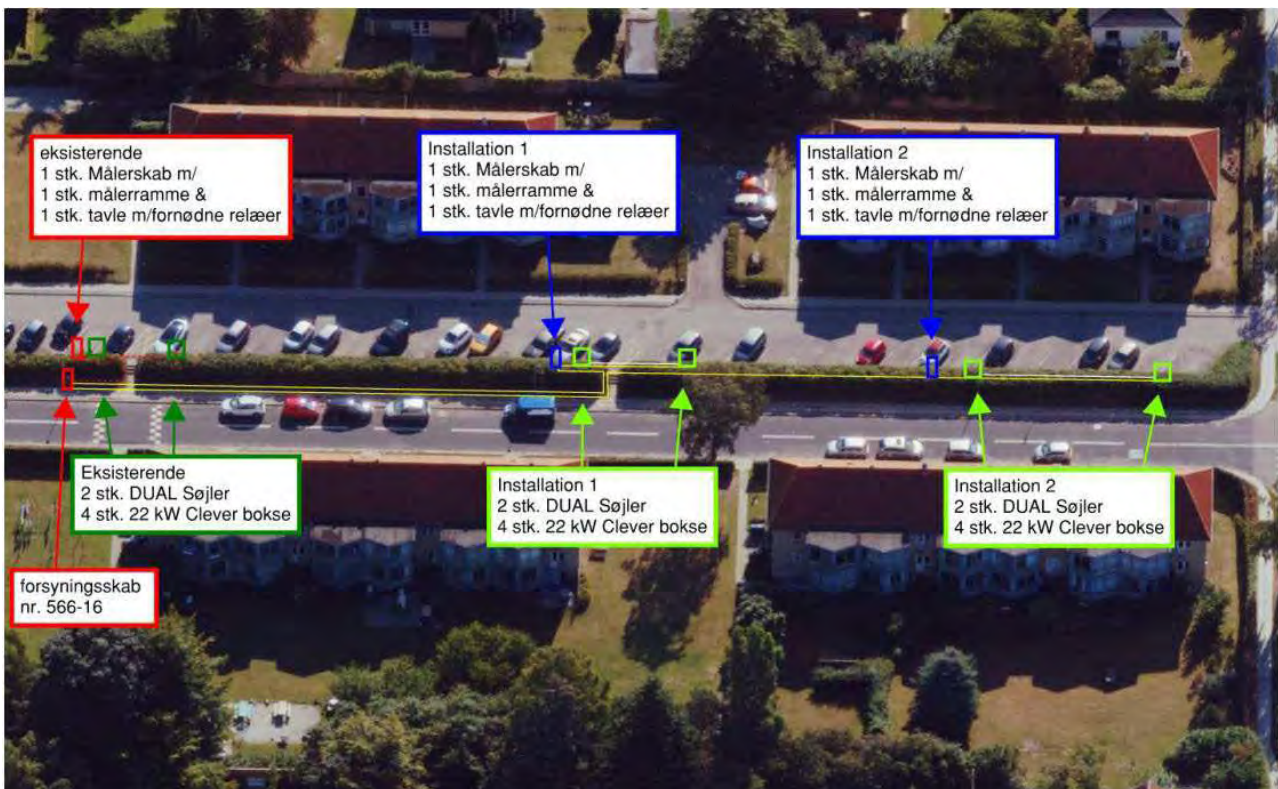 eksisterende
1 stk. Målerskab m/
1 stk. målerramme &
1 stk. tavle m/fornødne relæer
Installation 1
1 stk. Målerskab m/
1 stk. målerramme &
1 stk. tavle m/fornødne relæer
Installation 2
1 stk. Målerskab m/
1 stk. målerramme &
1 stk. tavle m/fornødne relæer
Eksisterende
2 stk. DUAL Søjler
4 stk. 22 kW Clever bokse
Installation 1
2 stk. DUAL Søjler
4 stk. 22 kW Clever bokse
Installation 2
2 stk. DUAL Søjler
4 stk. 22 kW Clever bokse
forsyningsskab
nr. 566-16